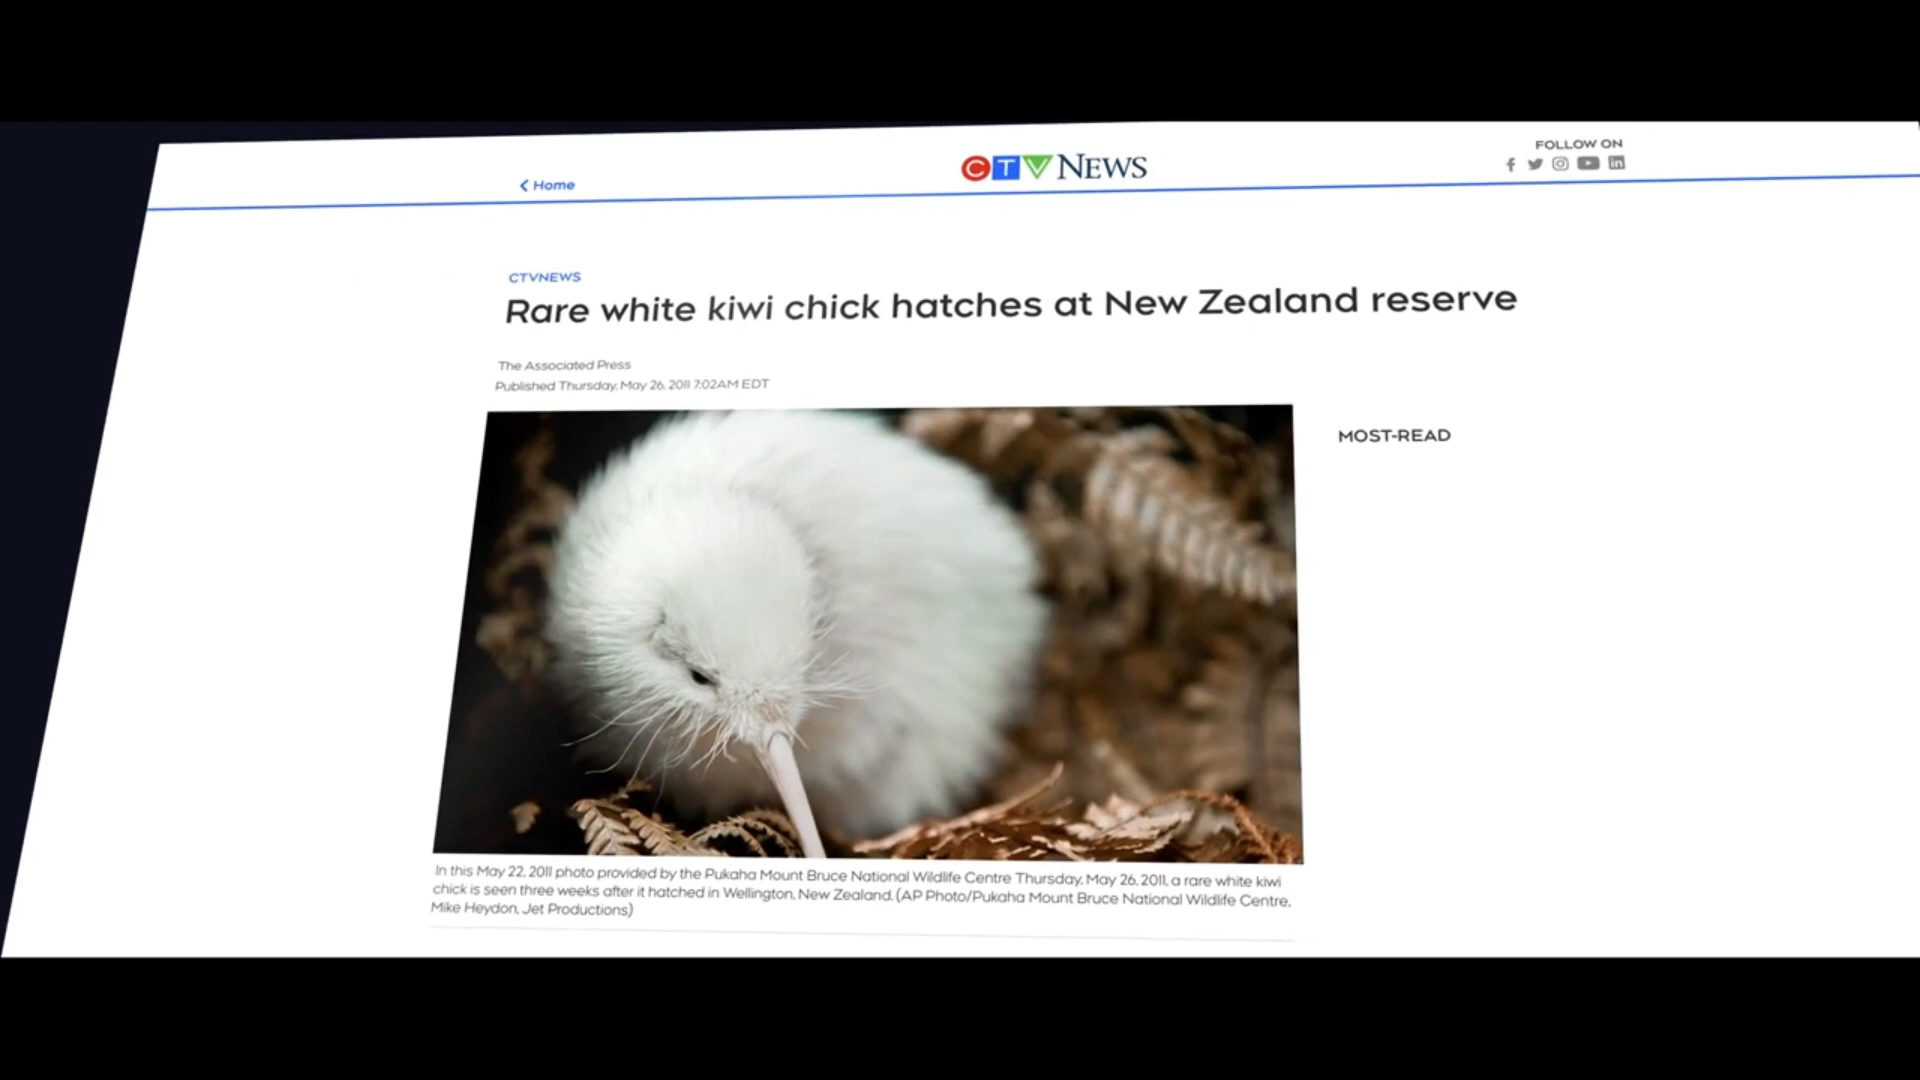 Home
CTV NEWS
FOLLOW ON
CTVNEWS
Rare white kiwi chick hatches at New Zealand reserve
The Associated Press
Published Thursday, May 26, 2011 7:02AM EDT
MOST-READ
In this May 22, 2011 photo provided by the Pukaha Mount Bruce National Wildlife Centre Thursday, May 26, 2011, a rare white kiwi
chick is seen three weeks after it hatched in Wellington, New Zealand. (AP Photo/Pukaha Mount Bruce National Wildlife Centre,
Mike Heydon, Jet Productions)